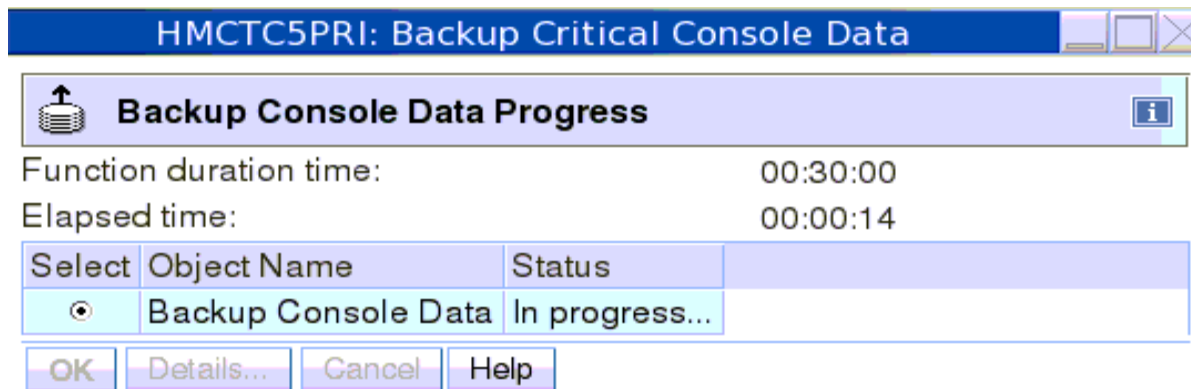 HMCTC5PRI: Backup Critical Console Data
Backup Console Data Progress
i
Function duration time: 00:30:00
Elapsed time: 00:00:14
Select Object Name Status
Backup Console Data In progress...
OK Details... Cancel Help